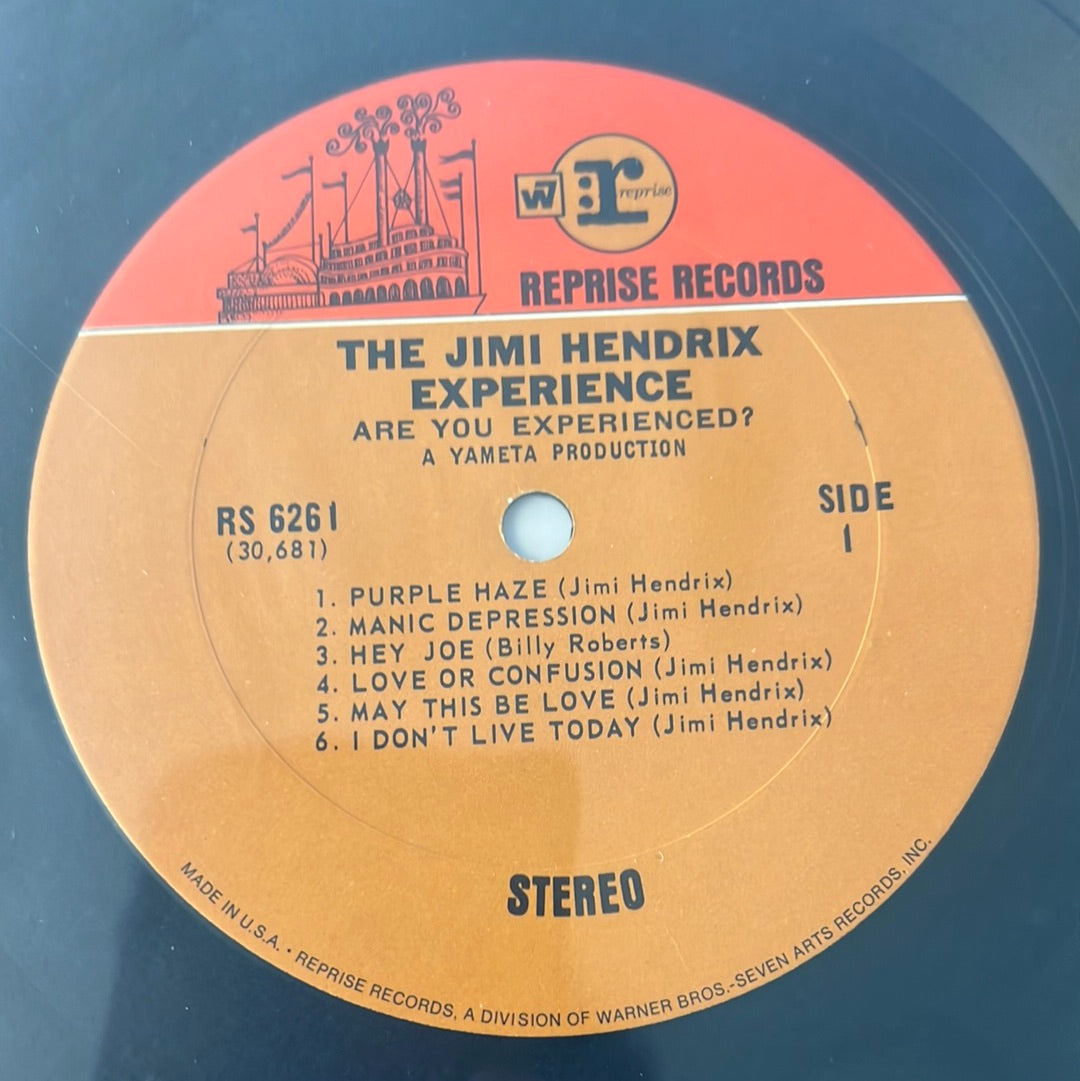 W7 r reprise
REPRISE RECORDS
THE JIMI HENDRIX
EXPERIENCE
ARE YOU EXPERIENCED?
A YAMETA PRODUCTION
RS 6261
(30,681)
SIDE
1
1. PURPLE HAZE (Jimi Hendrix)
2. MANIC DEPRESSION (Jimi Hendrix)
3. HEY JOE (Billy Roberts)
4. LOVE OR CONFUSION (Jimi Hendrix)
5. MAY THIS BE LOVE (Jimi Hendrix)
6. I DON'T LIVE TODAY (Jimi Hendrix)
STEREO
MADE IN U.S.A. • REPRISE RECORDS, A DIVISION OF WARNER BROS.-SEVEN ARTS RECORDS, INC.